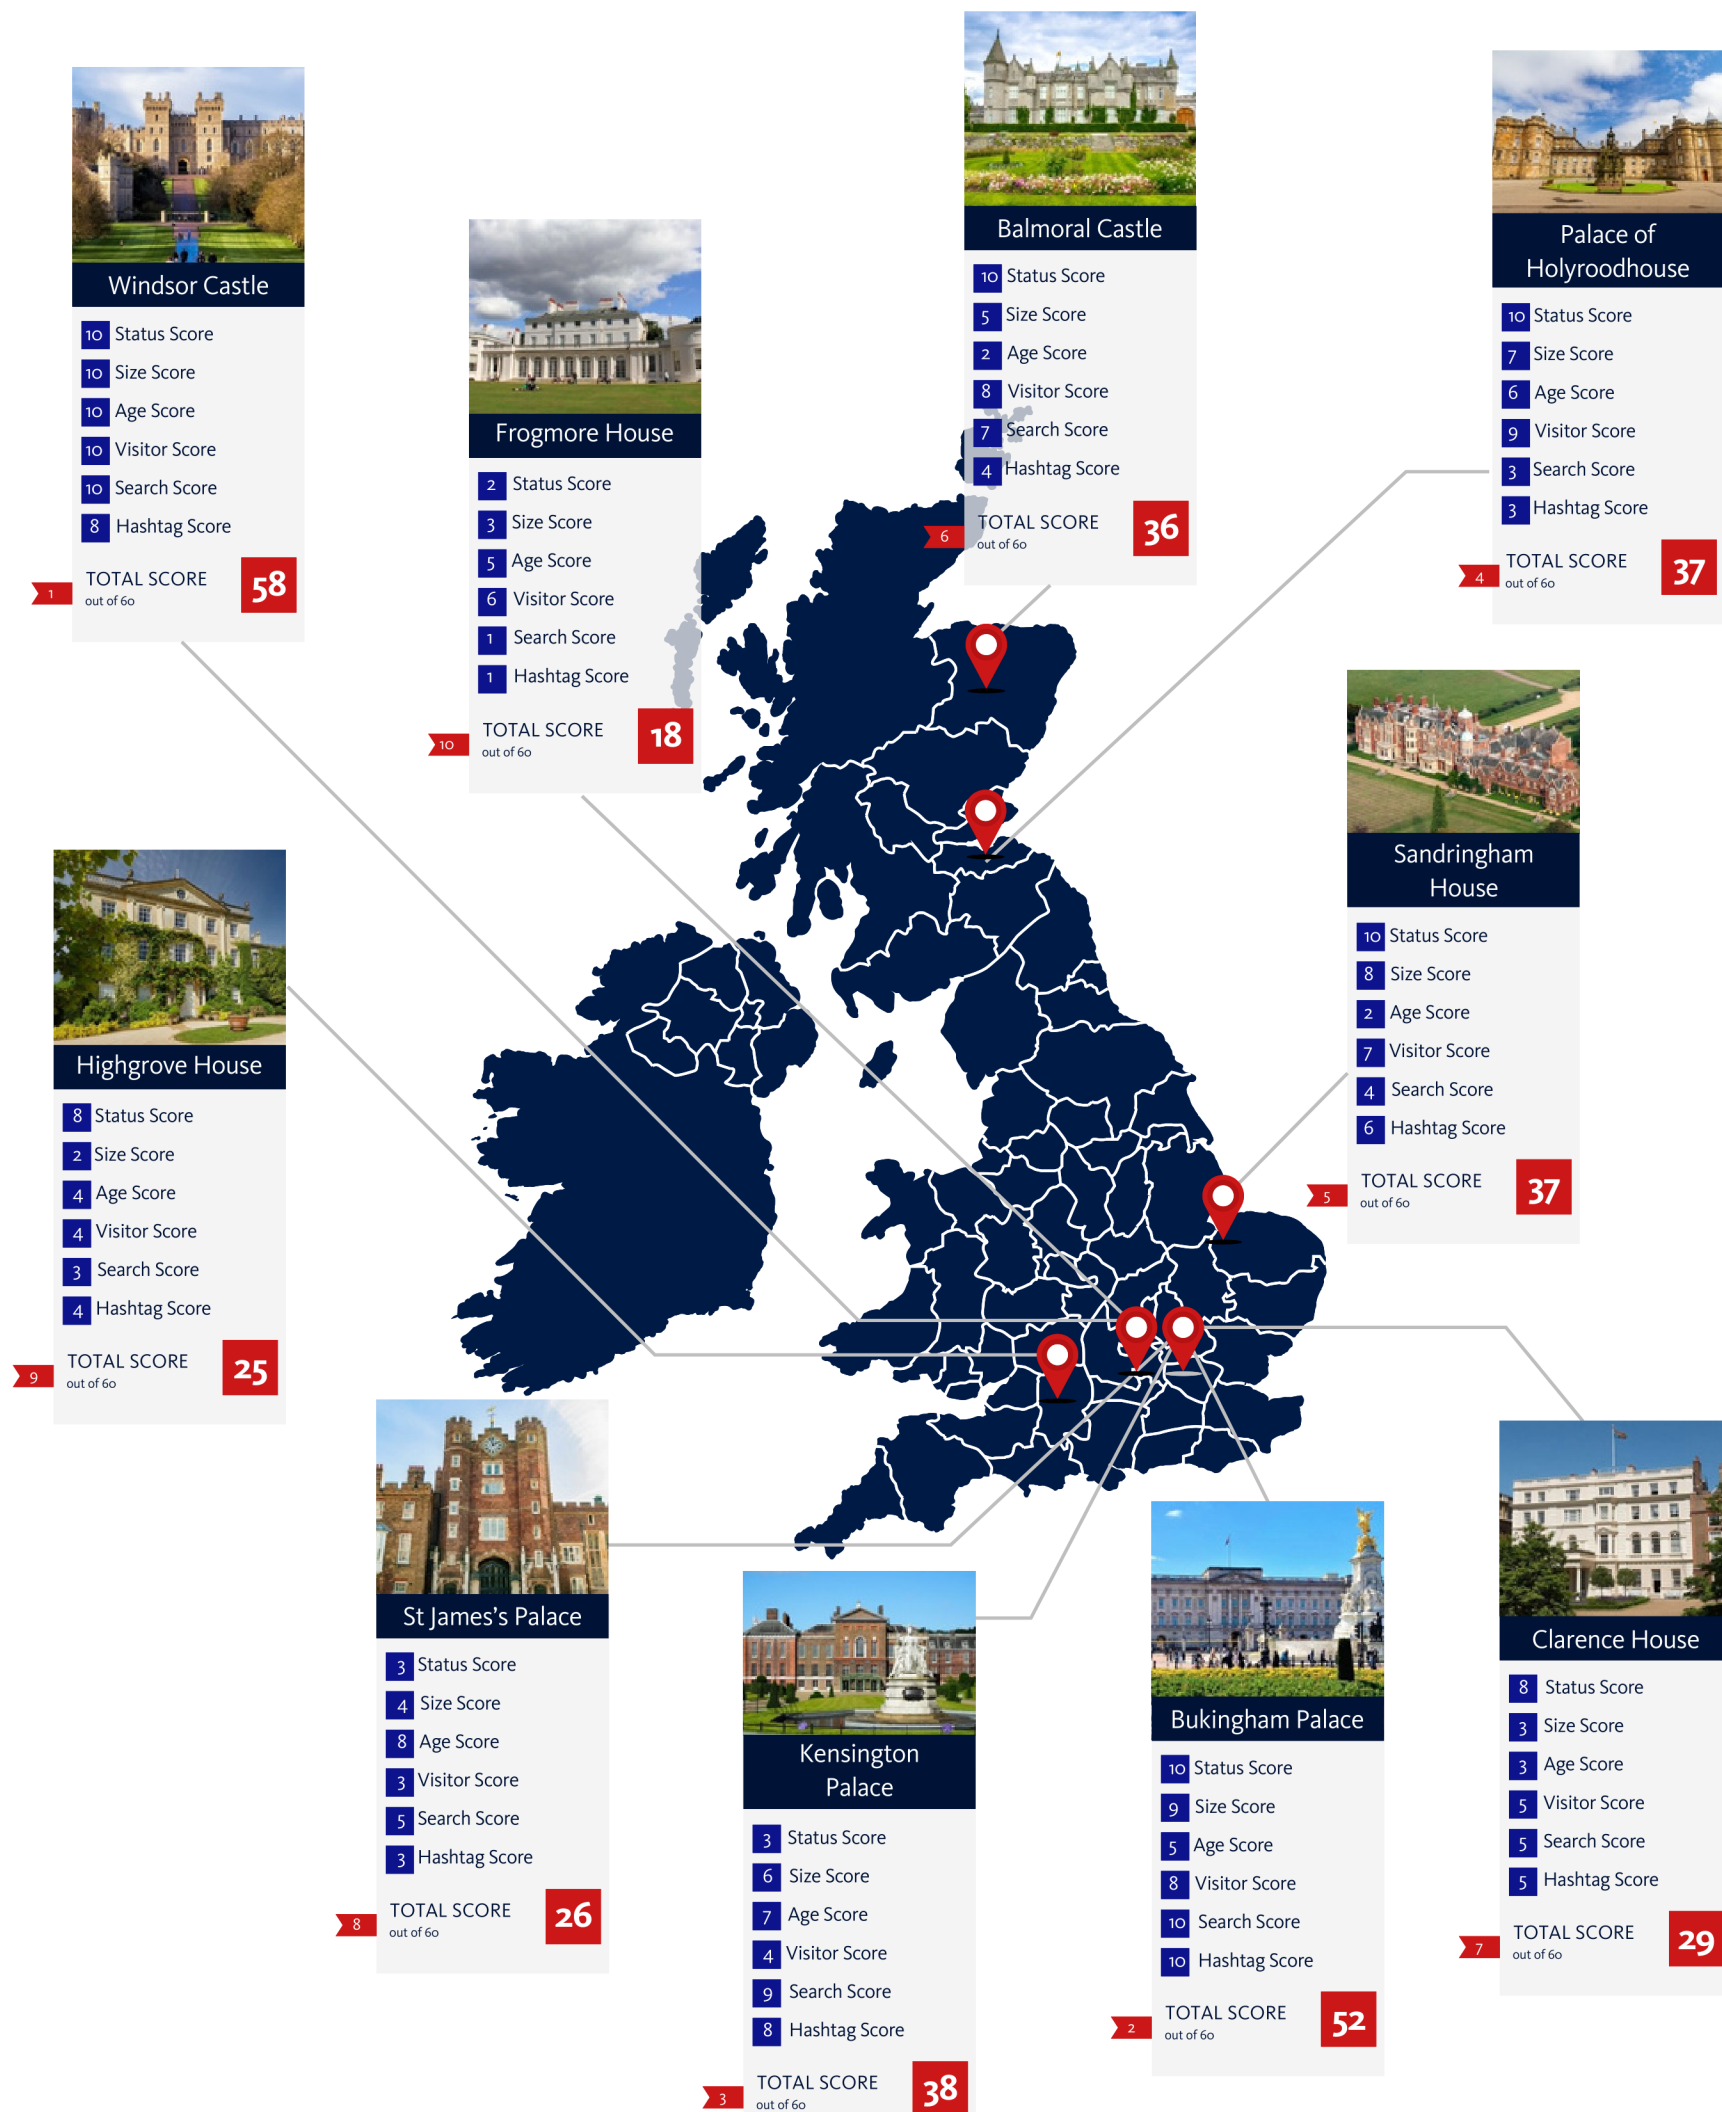 Windsor Castle
10 Status Score
10 Size Score
10 Age Score
10 Visitor Score
10 Search Score
8 Hashtag Score
1
TOTAL SCORE
out of 60
58
Frogmore House
2 Status Score
3 Size Score
5 Age Score
6 Visitor Score
1 Search Score
1 Hashtag Score
10
TOTAL SCORE
out of 60
18
Balmoral Castle
10 Status Score
5 Size Score
2 Age Score
8 Visitor Score
7 Search Score
4 Hashtag Score
6
TOTAL SCORE
out of 60
36
Palace of
Holyroodhouse
10 Status Score
7 Size Score
6 Age Score
9 Visitor Score
3 Search Score
3 Hashtag Score
4
TOTAL SCORE
out of 60
37
Sandringham
House
10 Status Score
8 Size Score
2 Age Score
7 Visitor Score
4 Search Score
6 Hashtag Score
5
TOTAL SCORE
out of 60
37
Highgrove House
8 Status Score
2 Size Score
4 Age Score
4 Visitor Score
3 Search Score
4 Hashtag Score
9
TOTAL SCORE
out of 60
25
St James's Palace
3 Status Score
4 Size Score
8 Age Score
3 Visitor Score
5 Search Score
3 Hashtag Score
8
TOTAL SCORE
out of 60
26
Kensington
Palace
3 Status Score
6 Size Score
7 Age Score
4 Visitor Score
9 Search Score
8 Hashtag Score
3
TOTAL SCORE
out of 60
38
Bukingham Palace
10 Status Score
9 Size Score
5 Age Score
8 Visitor Score
10 Search Score
10 Hashtag Score
2
TOTAL SCORE
out of 60
52
Clarence House
8 Status Score
3 Size Score
3 Age Score
5 Visitor Score
5 Search Score
5 Hashtag Score
7
TOTAL SCORE
out of 60
29